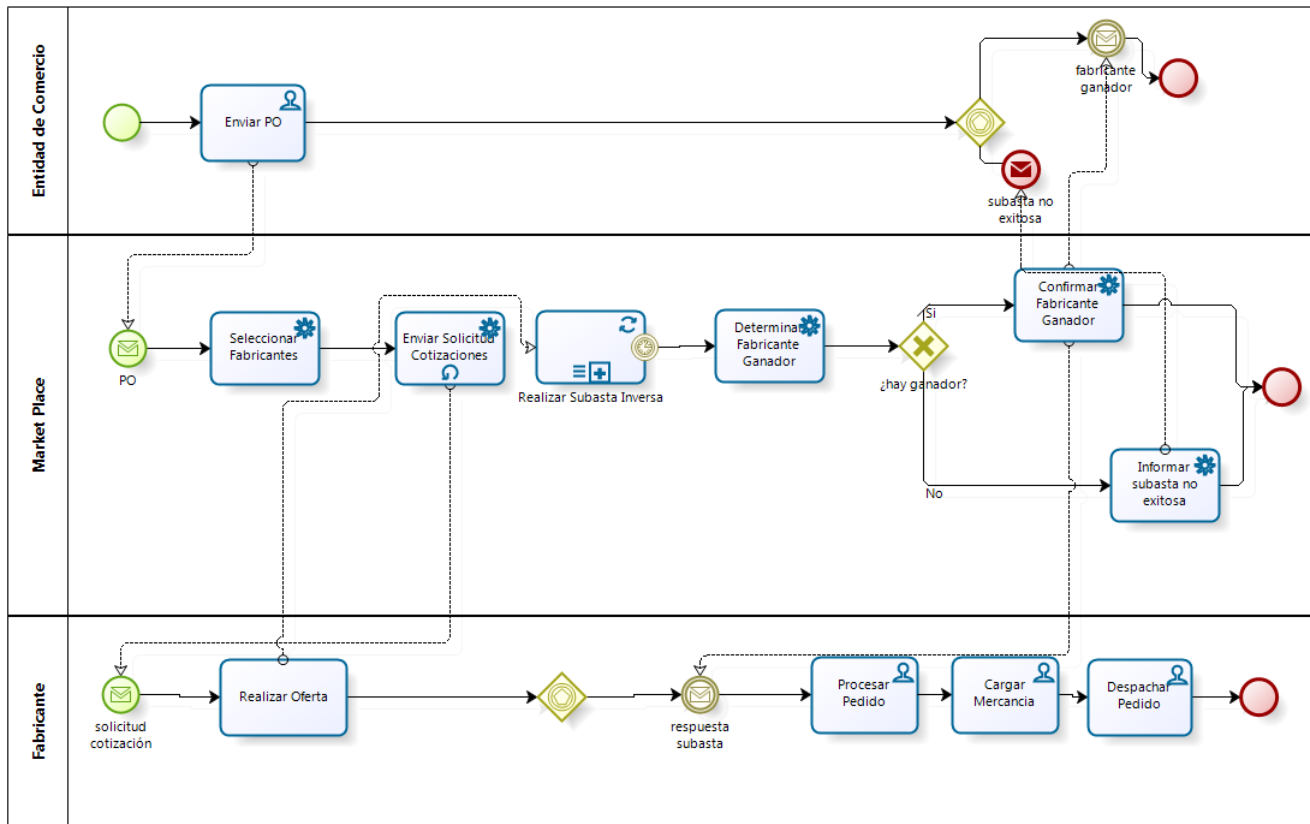 Entidad de Comercio
Enviar PO
fabricante
ganador
subasta no
exitosa
Market Place
PO
Seleccionar
Fabricantes
Enviar Solicitud
Cotizaciones
Realizar Subasta Inversa
Determinar
Fabricante
Ganador
¿hay ganador?
Si
No
Confirmar
Fabricante
Ganador
Informar
subasta no
exitosa
Fabricante
solicitud
cotización
Realizar Oferta
respuesta
subasta
Procesar
Pedido
Cargar
Mercancia
Despachar
Pedido